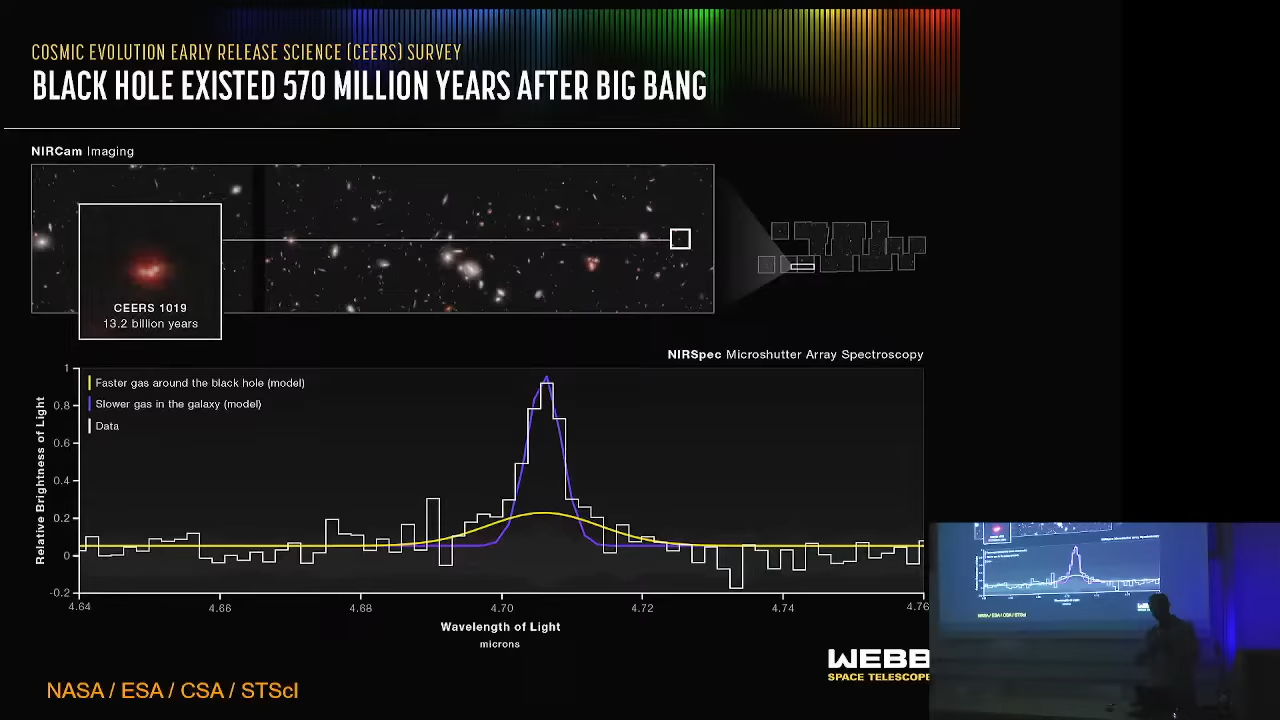 COSMIC EVOLUTION EARLY RELEASE SCIENCE (CEERS) SURVEY
BLACK HOLE EXISTED 570 MILLION YEARS AFTER BIG BANG
NIRCam Imaging
CEERS 1019
13.2 billion years
NIRSpec Microshutter Array Spectroscopy
Relative Brightness of Light
1
0.8
0.6
0.4
0.2
0
-0.2
Faster gas around the black hole (model)
Slower gas in the galaxy (model)
Data
4.64
4.66
4.68
4.70
4.72
4.74
4.76
Wavelength of Light
microns
WEBB
SPACE TELESCOPE
NASA / ESA / CSA / STScI
NASA / ESA / CSA / STScI